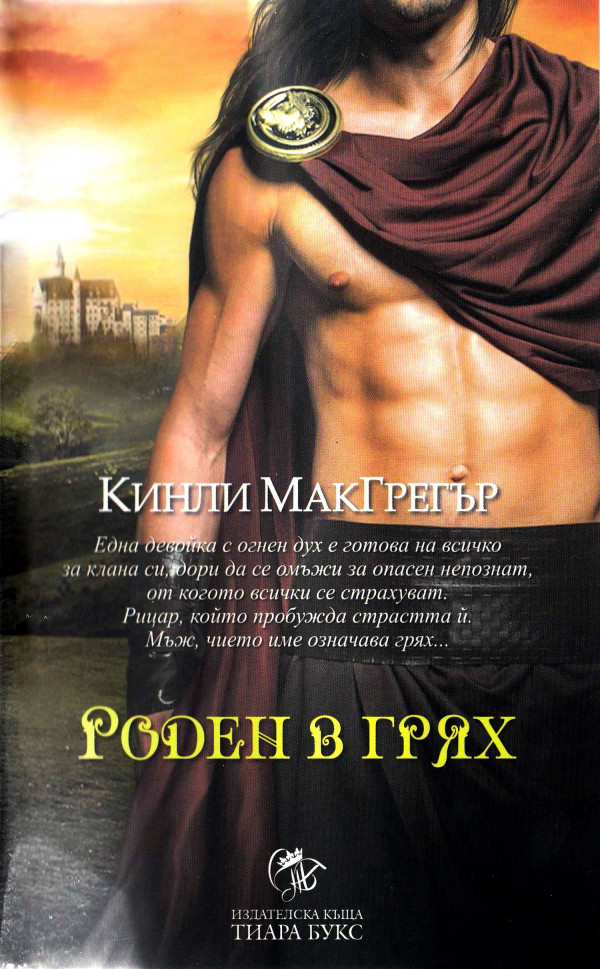 Кинли МакГрегър
Една девойка с огнен дух е готова на всичко
за клана си, дори да се омъжи за опасен непознат,
от когото всички се страхуват.
Рицар, който пробужда страстта й.
Мъж, чието име означава грях...
Роден в грях
ИЗДАТЕЛСКА КЪЩА
ТИАРА БУКС